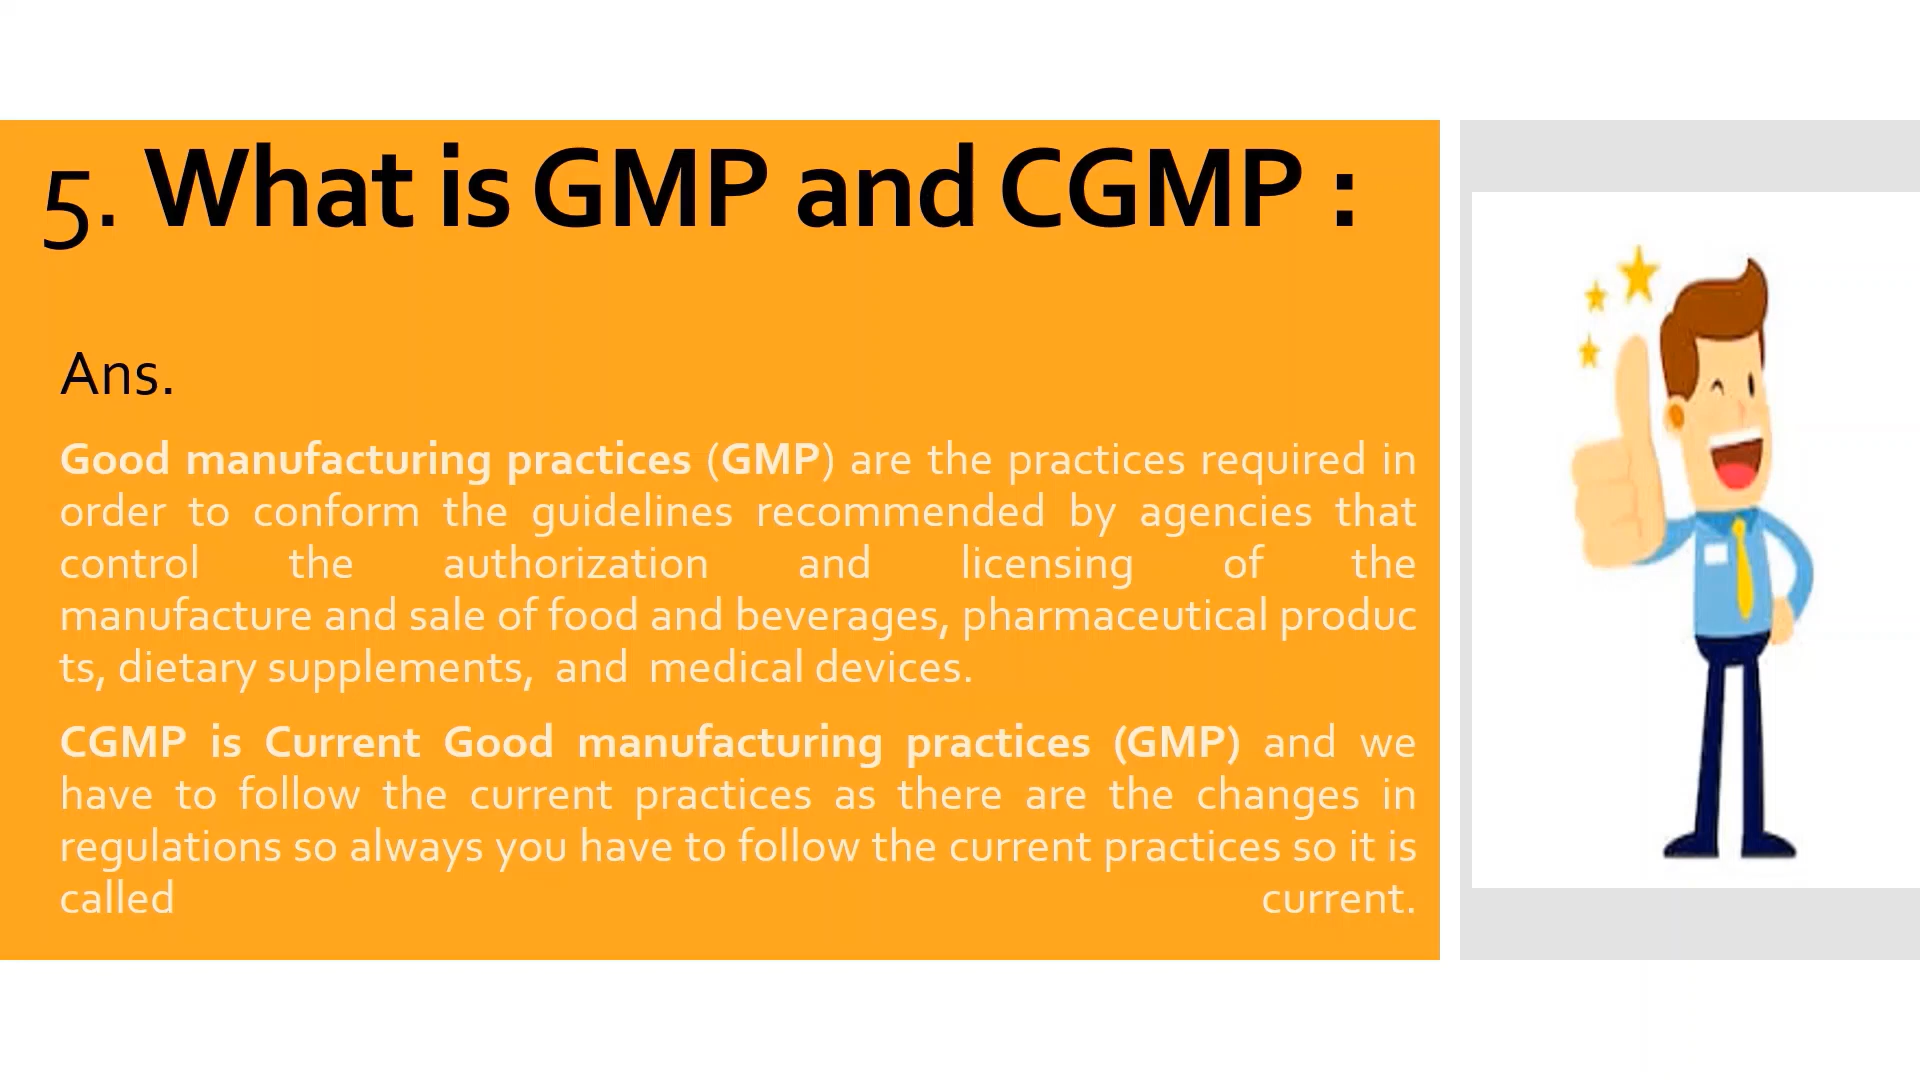 5. What is GMP and CGMP :
Ans.
Good manufacturing practices (GMP) are the practices required in
order to conform the guidelines recommended by agencies that
control the authorization and licensing of the
manufacture and sale of food and beverages, pharmaceutical produc
ts, dietary supplements, and medical devices.
CGMP is Current Good manufacturing practices (GMP) and we
have to follow the current practices as there are the changes in
regulations so always you have to follow the current practices so it is
called current.